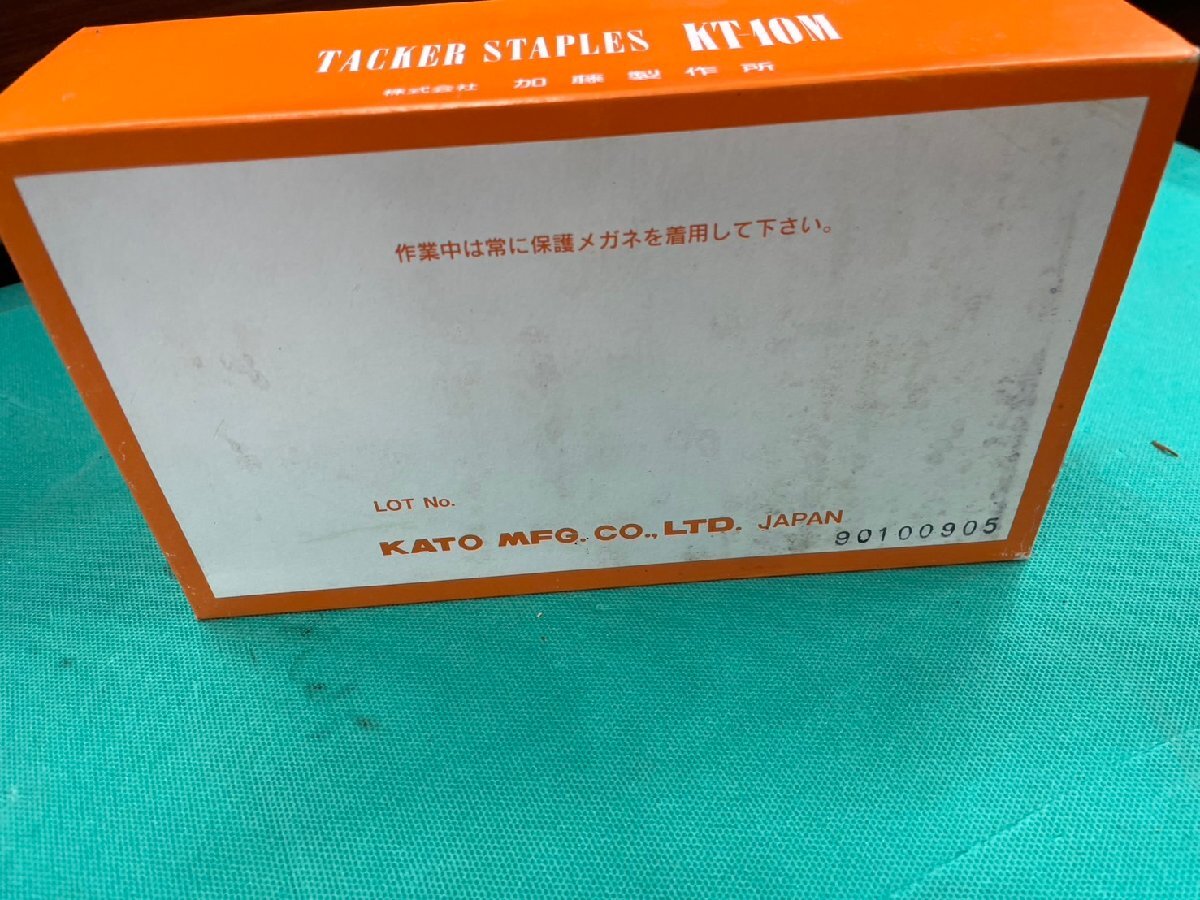 TACKER STAPLES KT-10M
株式会社 加藤製作所
作業中は常に保護メガネを着用して下さい。
LOT No.
KATO MFG. CO., LTD. JAPAN
90100905